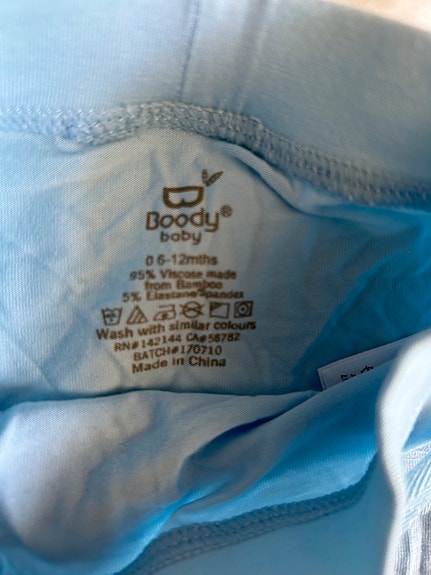 Boody®
baby
0 6-12mths
95% Viscose made
from Bamboo
5% Elastane/Spandex
Wash with similar colours
RN#142144 CA#58782
BATCH#170710
Made in China